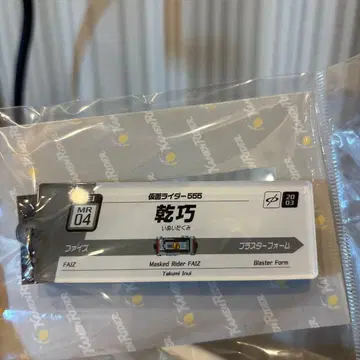 仮面ライダー555
MR
04
乾巧
いぬいたくみ
20
03
ファイズ
ブラスターフォーム
FAIZ
Masked Rider FAIZ
Blaster Form
Takumi Inui